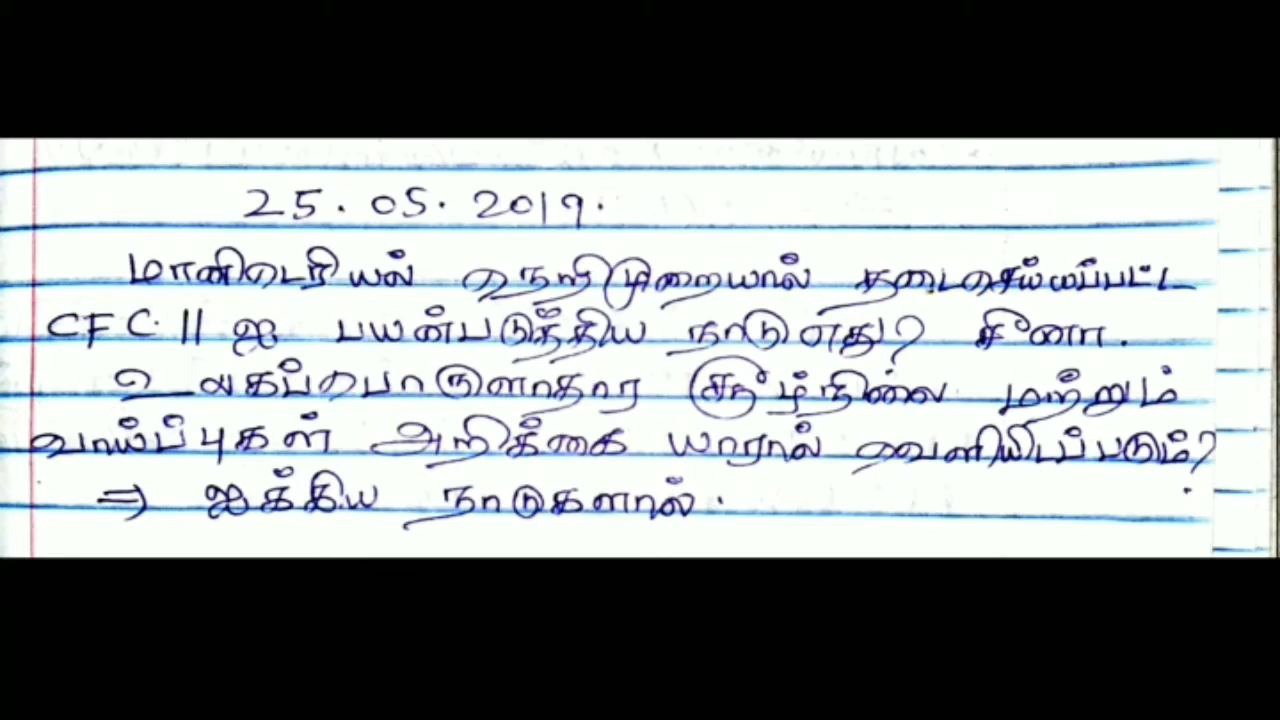 25.05.2019.
மானிடெரியல் நெறிமுறையால் தடைசெய்யப்பட்ட
CFC 11 ஐ பயன்படுத்திய நாடு எது? சீனா.
உலகப்பொருளாதார சூழ்நிலை மற்றும்
வாய்ப்புகள் அறிக்கை யாரால் வெளியிடப்படும்?
⇒ ஐக்கிய நாடுகளால்.